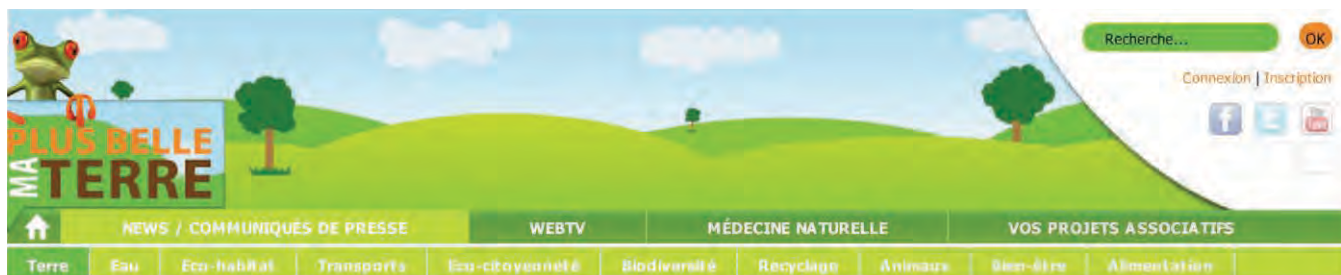 Recherche... OK
Connexion | Inscription
PLUS BELLE
MA TERRE
NEWS / COMMUNIQUÉS DE PRESSE WEBTV MÉDECINE NATURELLE VOS PROJETS ASSOCIATIFS
Terre Eau Eco-habitat Transports Eco-citoyenneté Biodiversité Recyclage Animaux Bien-être Alimentation